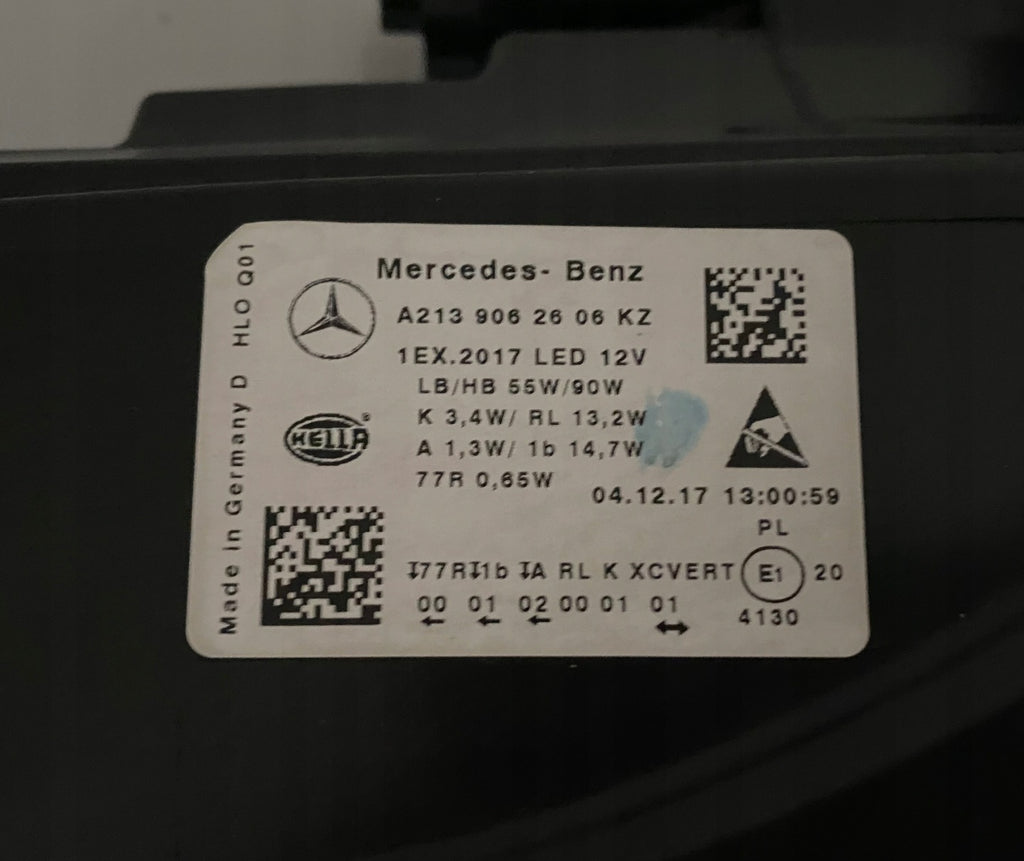 Mercedes- Benz
A213 906 26 06 KZ
1EX.2017 LED 12V
LB/HB 55W/90W
K 3,4W/ RL 13,2W
A 1,3W/ 1b 14,7W
77R 0,65W
04.12.17 13:00:59
PL
↧77R↧1b ↧A RL K XCVERT E1 20
00 01 02 00 01 01
4130
HELLA®
Made in Germany D HLO Q01